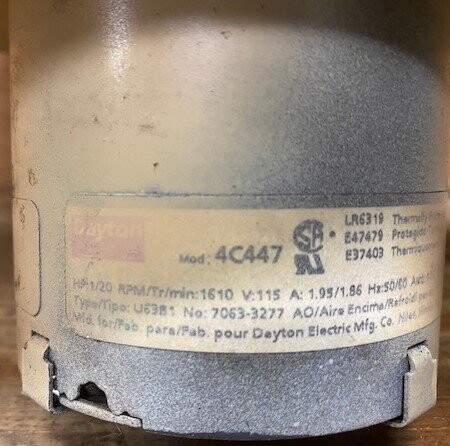 Dayton
Mod: 4C447
SA
LR6319 Thermally
E47479 Protegido
E37403
HP:1/20 RPM/Tr/min:1610 V:115 A: 1.95/1.86 Hz:50/60
Type/Tipo: U63B1 No: 7063-3277 AO/Aire Encima/Refroidi
Mfd. for/Fab. para/Fab. pour Dayton Electric Mfg. Co. Niles,